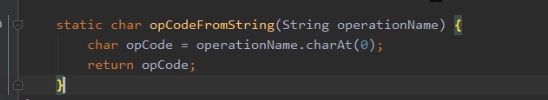 static char opCodeFromString(String operationName) {
char opCode = operationName.charAt(0);
return opCode;
}